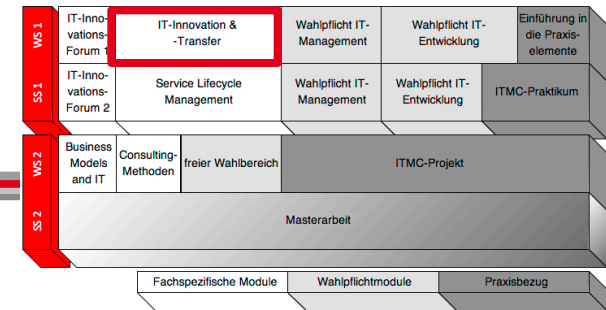 WS 1
IT-Inno-
vations-
Forum 1
IT-Innovation &
-Transfer
Wahlpflicht IT-
Management
Wahlpflicht IT-
Entwicklung
Einführung in
die Praxis-
elemente
SS 1
IT-Inno-
vations-
Forum 2
Service Lifecycle
Management
Wahlpflicht IT-
Management
Wahlpflicht IT-
Entwicklung
ITMC-Praktikum
WS 2
Business
Models
and IT
Consulting-
Methoden
freier Wahlbereich
ITMC-Projekt
SS 2
Masterarbeit
Fachspezifische Module
Wahlpflichtmodule
Praxisbezug